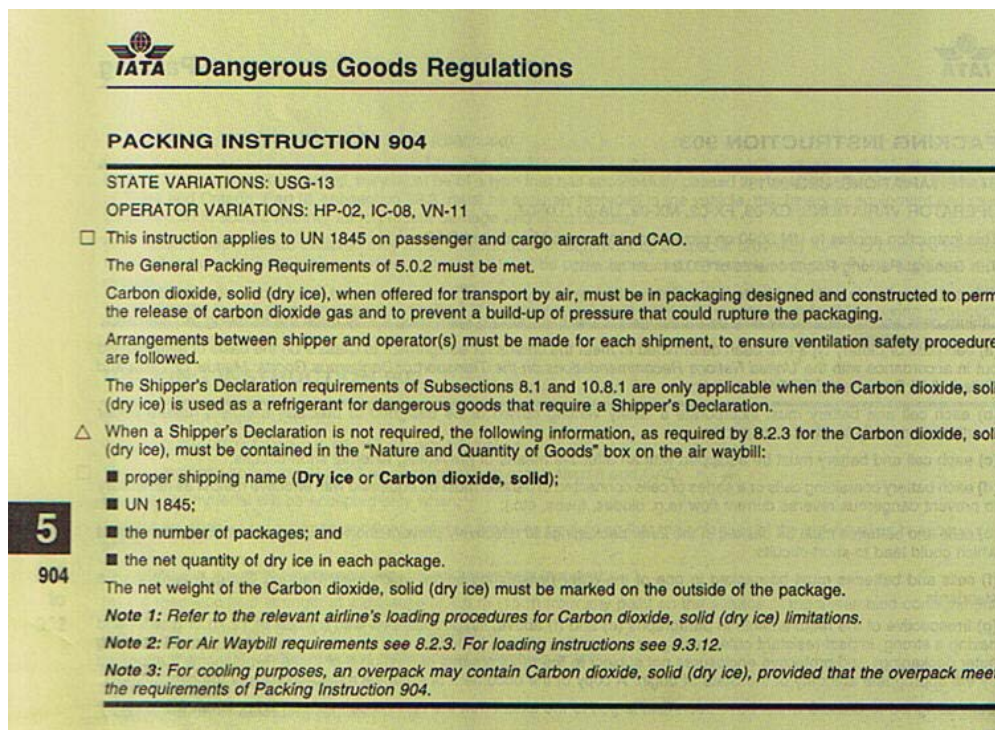 IATA Dangerous Goods Regulations
PACKING INSTRUCTION 904
STATE VARIATIONS: USG-13
OPERATOR VARIATIONS: HP-02, IC-08, VN-11
This instruction applies to UN 1845 on passenger and cargo aircraft and CAO.
The General Packing Requirements of 5.0.2 must be met.
Carbon dioxide, solid (dry ice), when offered for transport by air, must be in packaging designed and constructed to perm
the release of carbon dioxide gas and to prevent a build-up of pressure that could rupture the packaging.
Arrangements between shipper and operator(s) must be made for each shipment, to ensure ventilation safety procedure
are followed.
The Shipper's Declaration requirements of Subsections 8.1 and 10.8.1 are only applicable when the Carbon dioxide, soli
(dry ice) is used as a refrigerant for dangerous goods that require a Shipper's Declaration.
△ When a Shipper's Declaration is not required, the following information, as required by 8.2.3 for the Carbon dioxide, soli
(dry ice), must be contained in the "Nature and Quantity of Goods" box on the air waybill:
■ proper shipping name (Dry ice or Carbon dioxide, solid);
■ UN 1845;
■ the number of packages; and
■ the net quantity of dry ice in each package.
5
904
The net weight of the Carbon dioxide, solid (dry ice) must be marked on the outside of the package.
Note 1: Refer to the relevant airline's loading procedures for Carbon dioxide, solid (dry ice) limitations.
Note 2: For Air Waybill requirements see 8.2.3. For loading instructions see 9.3.12.
Note 3: For cooling purposes, an overpack may contain Carbon dioxide, solid (dry ice), provided that the overpack mee
the requirements of Packing Instruction 904.